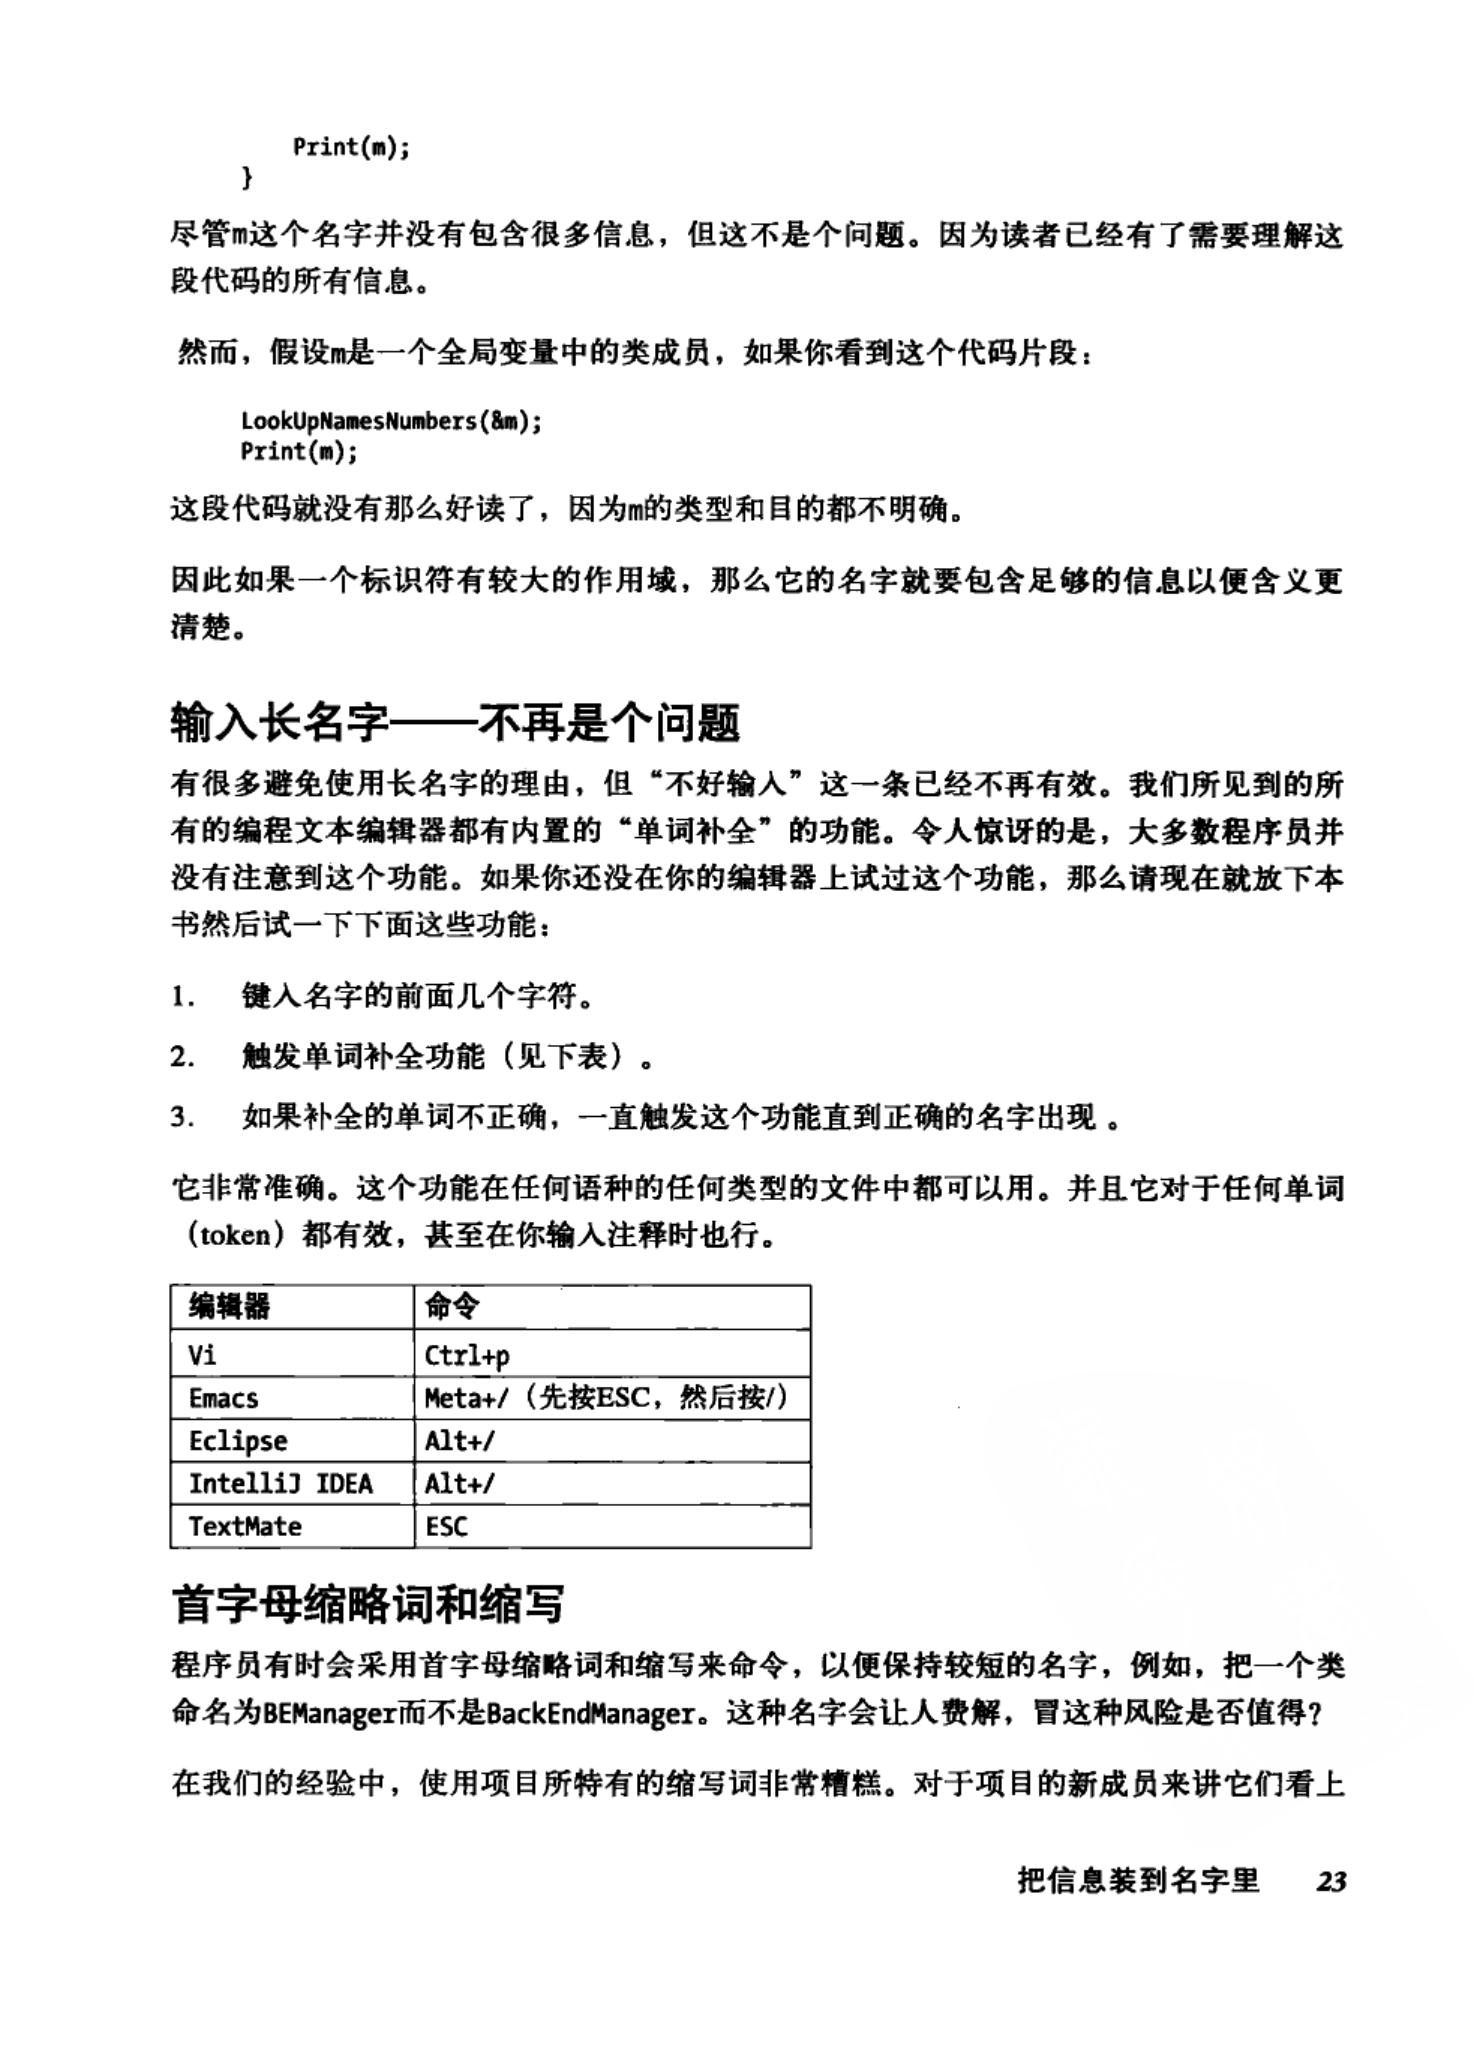 Print(m);
}
尽管m这个名字并没有包含很多信息，但这不是个问题。因为读者已经有了需要理解这
段代码的所有信息。
然而，假设m是一个全局变量中的类成员，如果你看到这个代码片段：
LookUpNamesNumbers(&m);
Print(m);
这段代码就没有那么好读了，因为m的类型和目的都不明确。
因此如果一个标识符有较大的作用域，那么它的名字就要包含足够的信息以便含义更
清楚。
输入长名字——不再是个问题
有很多避免使用长名字的理由，但“不好输入”这一条已经不再有效。我们所见到的所
有的编程文本编辑器都有内置的“单词补全”的功能。令人惊讶的是，大多数程序员并
没有注意到这个功能。如果你还没在你的编辑器上试过这个功能，那么请现在就放下本
书然后试一下下面这些功能：
1. 键入名字的前面几个字符。
2. 触发单词补全功能（见下表）。
3. 如果补全的单词不正确，一直触发这个功能直到正确的名字出现 。
它非常准确。这个功能在任何语种的任何类型的文件中都可以用。并且它对于任何单词
（token）都有效，甚至在你输入注释时也行。
编辑器 命令
Vi Ctrl+p
Emacs Meta+/（先按ESC，然后按/）
Eclipse Alt+/
IntelliJ IDEA Alt+/
TextMate ESC
首字母缩略词和缩写
程序员有时会采用首字母缩略词和缩写来命令，以便保持较短的名字，例如，把一个类
命名为BEManager而不是BackEndManager。这种名字会让人费解，冒这种风险是否值得？
在我们的经验中，使用项目所特有的缩写词非常糟糕。对于项目的新成员来讲它们看上
把信息装到名字里 23